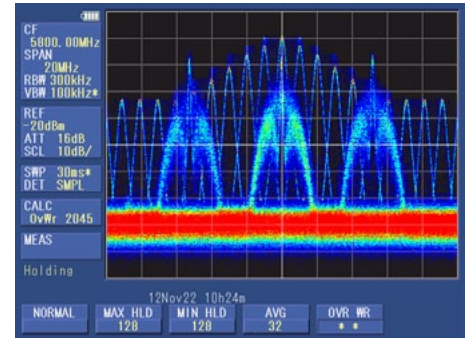 CF
5800.00MHz
SPAN
20MHz
RBW 300kHz
VBW 100kHz*
REF
-20dBm
ATT 16dB
SCL 10dB/
SWP 30ms*
DET SMPL
CALC
OvWr 2045
MEAS
Holding
12Nov22 10h24m
NORMAL
MAX HLD
128
MIN HLD
128
AVG
32
OVR WR
* *